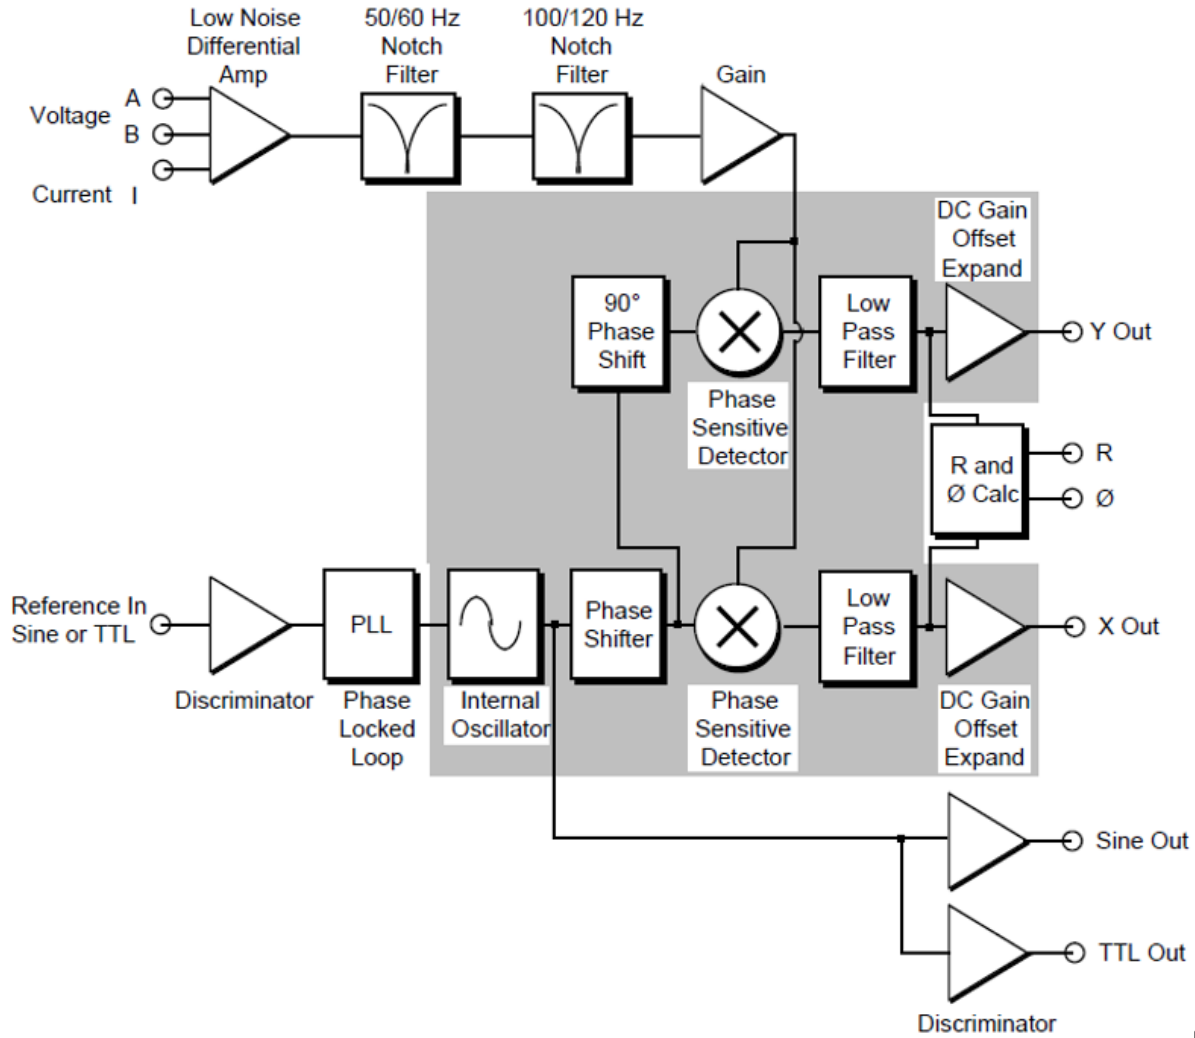 Low Noise
Differential
Amp
50/60 Hz
Notch
Filter
100/120 Hz
Notch
Filter
Gain
Voltage
A
B
Current I
DC Gain
Offset
Expand
90°
Phase
Shift
Low
Pass
Filter
Y Out
Phase
Sensitive
Detector
R and
Ø Calc
R
Ø
Reference In
Sine or TTL
PLL
Phase
Shifter
Low
Pass
Filter
X Out
Discriminator
Phase
Locked
Loop
Internal
Oscillator
Phase
Sensitive
Detector
DC Gain
Offset
Expand
Sine Out
TTL Out
Discriminator